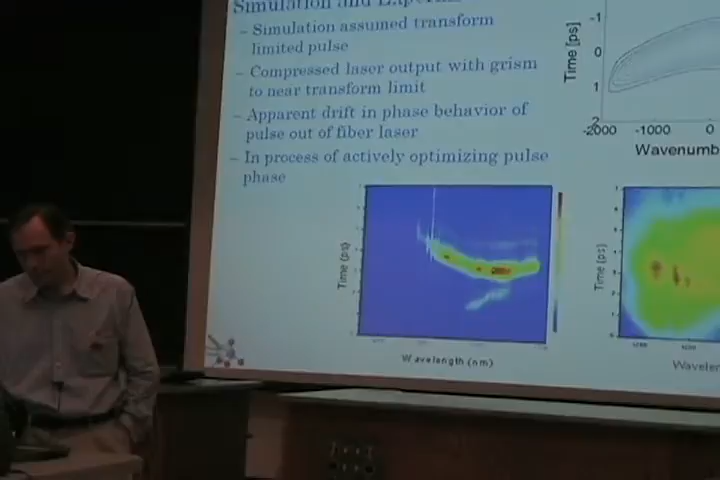 Simulation and
– Simulation assumed transform
limited pulse
– Compressed laser output with grism
to near transform limit
– Apparent drift in phase behavior of
pulse out of fiber laser
– In process of actively optimizing pulse
phase
Time [ps]
-1
0
1
2
-2000 -1000 0
Wavenumb
Time (ps)
Wavelength (nm)
Time (ps)
Wavelen